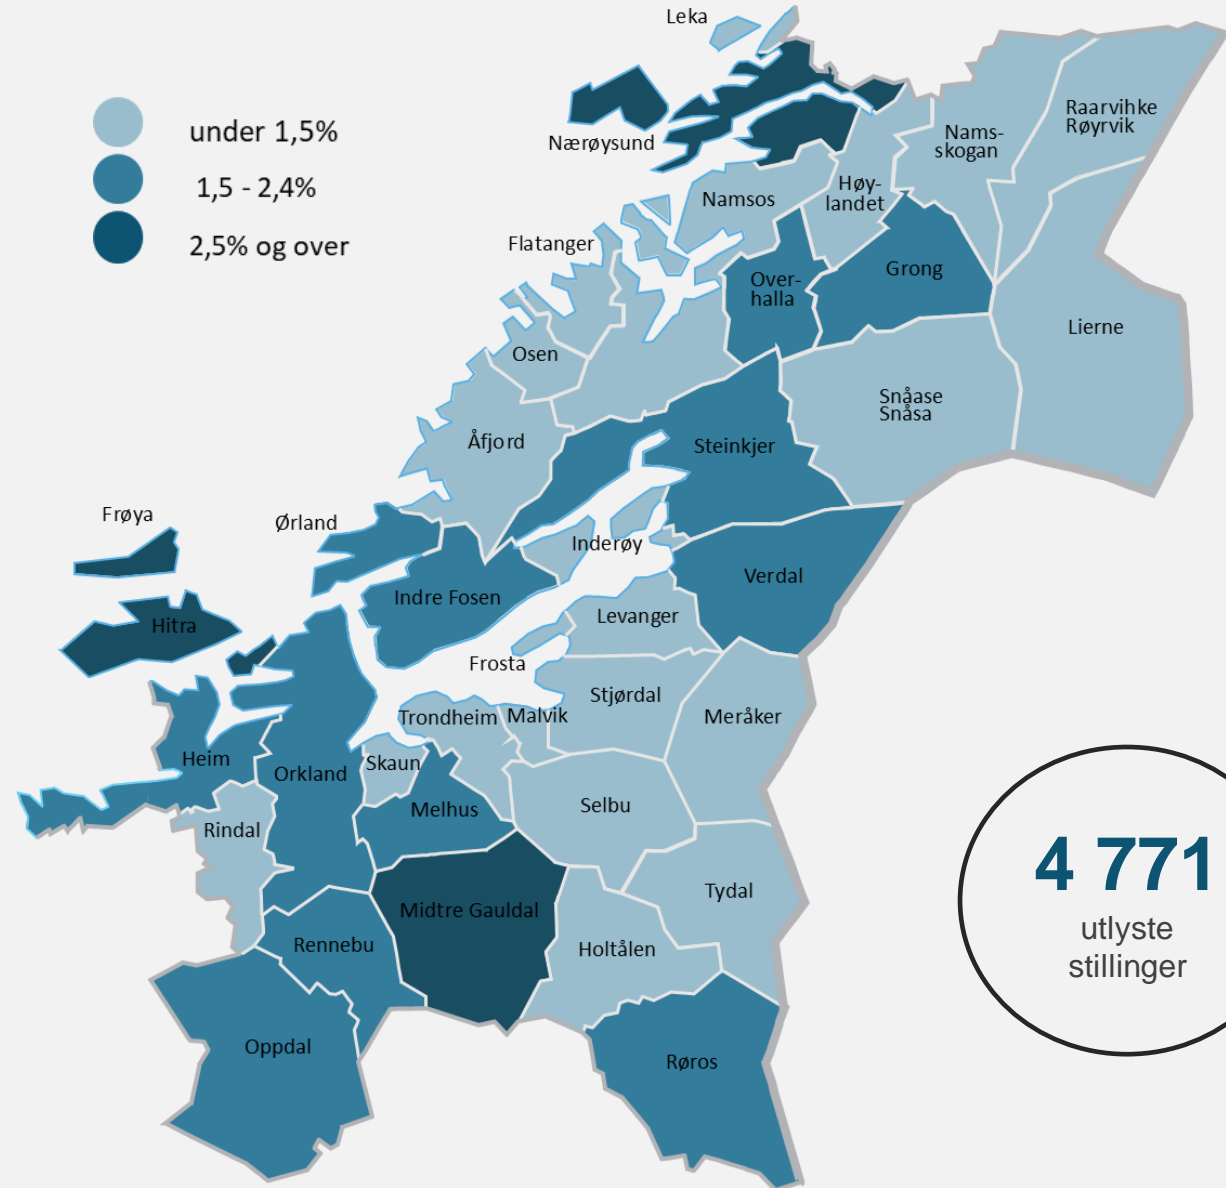 Leka
under 1,5%
1,5 - 2,4%
2,5% og over
Nærøysund
Raarvihke
Røyrvik
Nams-
skogan
Høy-
landet
Namsos
Flatanger
Over-
halla
Grong
Lierne
Osen
Snåase
Snåsa
Åfjord
Steinkjer
Frøya
Ørland
Inderøy
Verdal
Indre Fosen
Hitra
Levanger
Frosta
Stjørdal
Trondheim
Malvik
Meråker
Heim
Orkland
Skaun
Melhus
Selbu
Rindal
4 771
utlyste
stillinger
Tydal
Midtre Gauldal
Rennebu
Holtålen
Oppdal
Røros